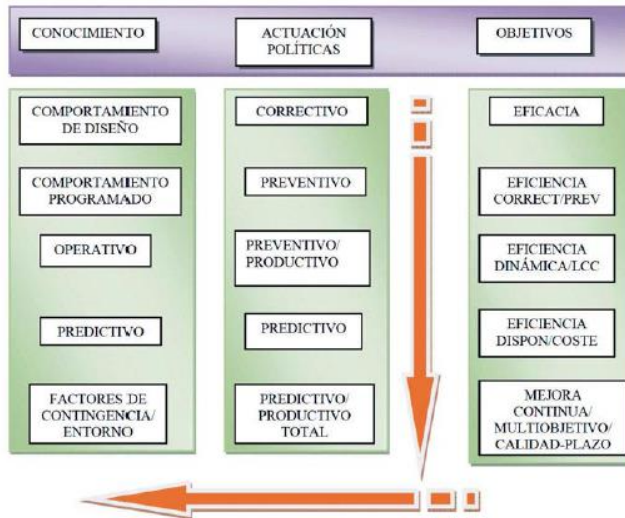 CONOCIMIENTO
ACTUACIÓN
POLÍTICAS
OBJETIVOS
COMPORTAMIENTO
DE DISEÑO
COMPORTAMIENTO
PROGRAMADO
OPERATIVO
PREDICTIVO
FACTORES DE
CONTINGENCIA/
ENTORNO
CORRECTIVO
PREVENTIVO
PREVENTIVO/
PRODUCTIVO
PREDICTIVO
PREDICTIVO/
PRODUCTIVO
TOTAL
EFICACIA
EFICIENCIA
CORRECT/PREV
EFICIENCIA
DINÁMICA/LCC
EFICIENCIA
DISPON/COSTE
MEJORA
CONTINUA/
MULTIOBJETIVO/
CALIDAD-PLAZO